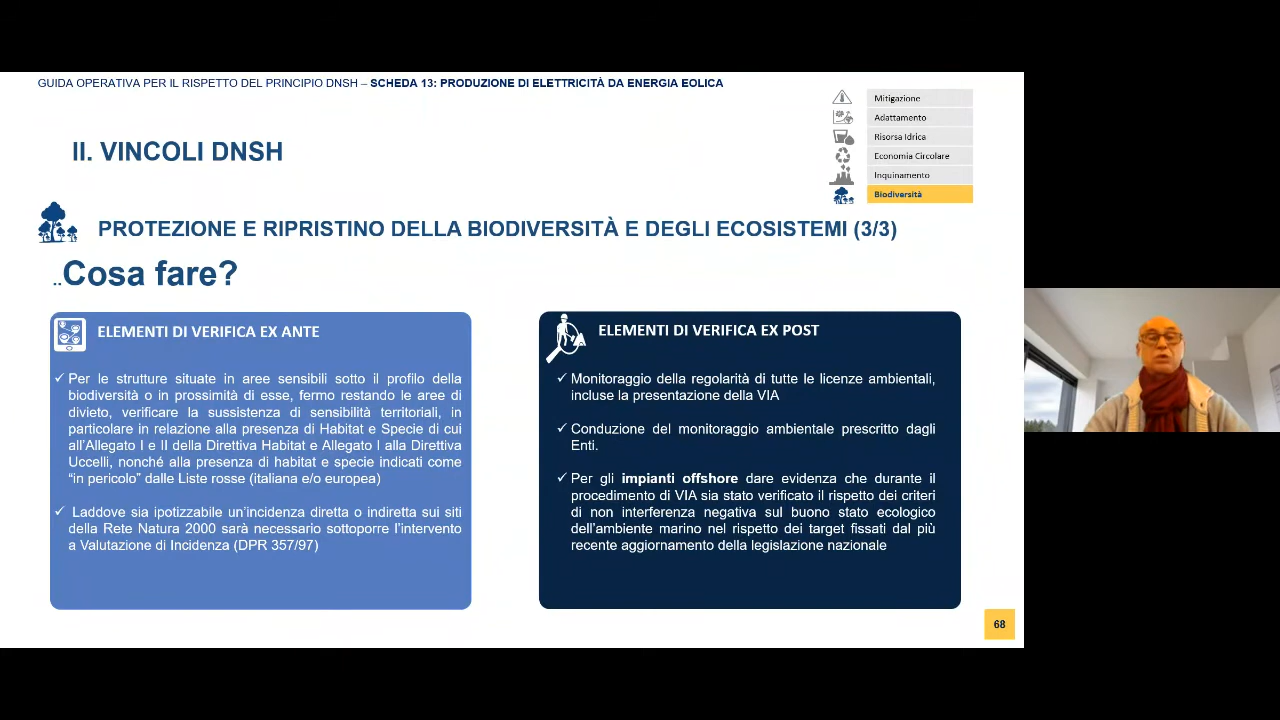 GUIDA OPERATIVA PER IL RISPETTO DEL PRINCIPIO DNSH – SCHEDA 13: PRODUZIONE DI ELETTRICITÀ DA ENERGIA EOLICA
Mitigazione
Adattamento
Risorsa Idrica
Economia Circolare
Inquinamento
Biodiversità
II. VINCOLI DNSH
PROTEZIONE E RIPRISTINO DELLA BIODIVERSITÀ E DEGLI ECOSISTEMI (3/3)
..Cosa fare?
ELEMENTI DI VERIFICA EX ANTE
✓ Per le strutture situate in aree sensibili sotto il profilo della
biodiversità o in prossimità di esse, fermo restando le aree di
divieto, verificare la sussistenza di sensibilità territoriali, in
particolare in relazione alla presenza di Habitat e Specie di cui
all'Allegato I e II della Direttiva Habitat e Allegato I alla Direttiva
Uccelli, nonché alla presenza di habitat e specie indicati come
“in pericolo” dalle Liste rosse (italiana e/o europea)
✓ Laddove sia ipotizzabile un'incidenza diretta o indiretta sui siti
della Rete Natura 2000 sarà necessario sottoporre l'intervento
a Valutazione di Incidenza (DPR 357/97)
ELEMENTI DI VERIFICA EX POST
✓ Monitoraggio della regolarità di tutte le licenze ambientali,
incluse la presentazione della VIA
✓ Conduzione del monitoraggio ambientale prescritto dagli
Enti.
✓ Per gli impianti offshore dare evidenza che durante il
procedimento di VIA sia stato verificato il rispetto dei criteri
di non interferenza negativa sul buono stato ecologico
dell'ambiente marino nel rispetto dei target fissati dal più
recente aggiornamento della legislazione nazionale
68